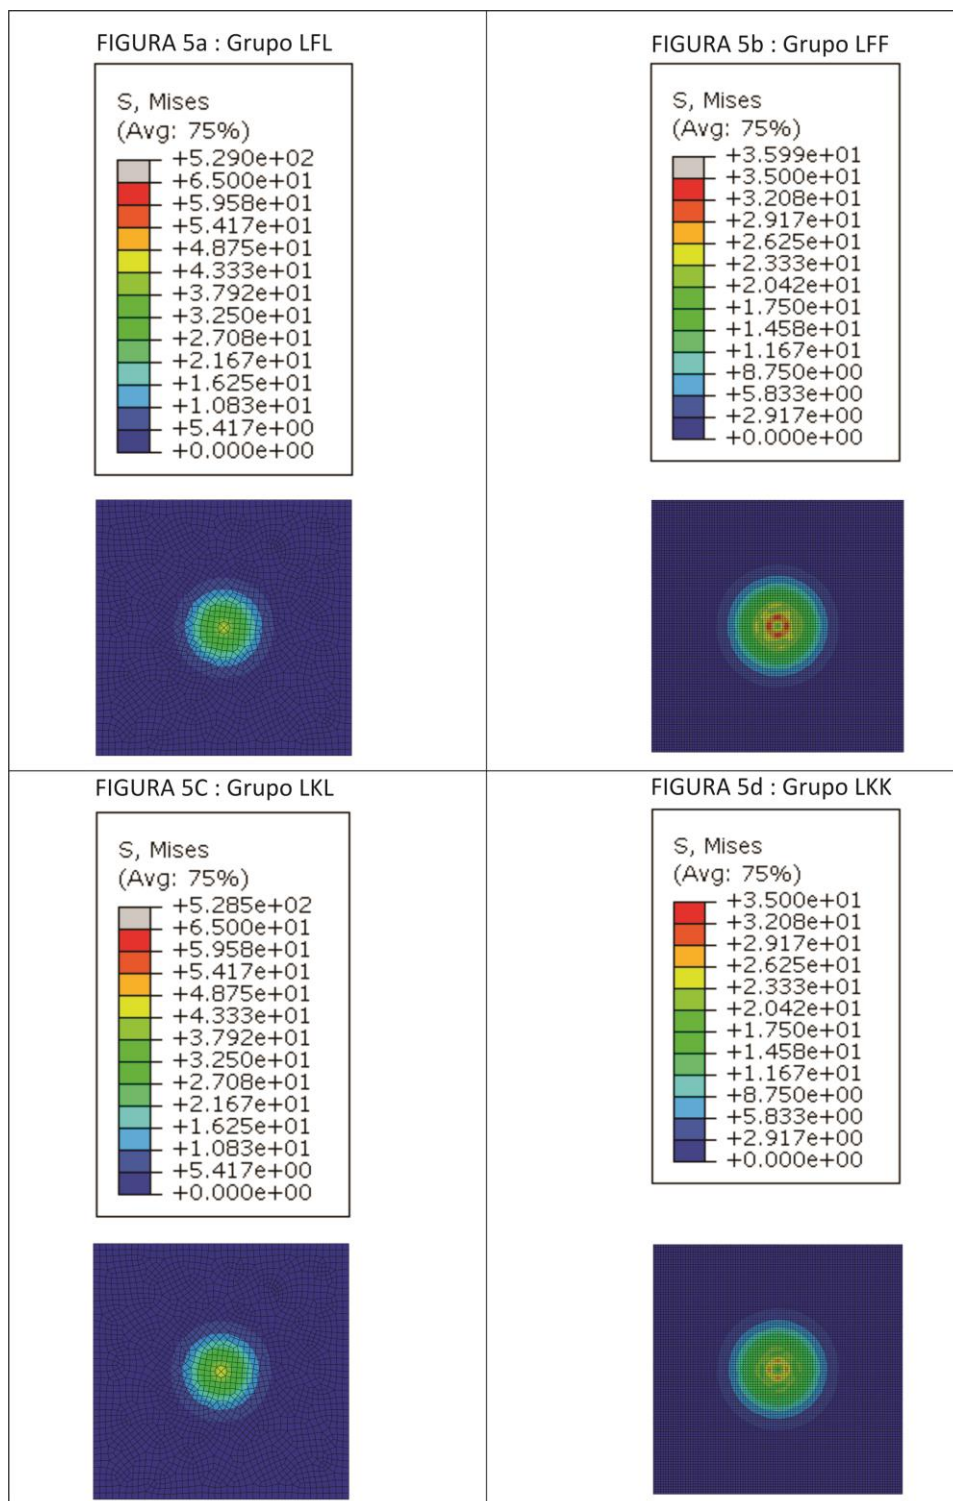 FIGURA 5a : Grupo LFL
S, Mises
(Avg: 75%)
+5.290e+02
+6.500e+01
+5.958e+01
+5.417e+01
+4.875e+01
+4.333e+01
+3.792e+01
+3.250e+01
+2.708e+01
+2.167e+01
+1.625e+01
+1.083e+01
+5.417e+00
+0.000e+00
FIGURA 5b : Grupo LFF
S, Mises
(Avg: 75%)
+3.599e+01
+3.500e+01
+3.208e+01
+2.917e+01
+2.625e+01
+2.333e+01
+2.042e+01
+1.750e+01
+1.458e+01
+1.167e+01
+8.750e+00
+5.833e+00
+2.917e+00
+0.000e+00
FIGURA 5C : Grupo LKL
S, Mises
(Avg: 75%)
+5.285e+02
+6.500e+01
+5.958e+01
+5.417e+01
+4.875e+01
+4.333e+01
+3.792e+01
+3.250e+01
+2.708e+01
+2.167e+01
+1.625e+01
+1.083e+01
+5.417e+00
+0.000e+00
FIGURA 5d : Grupo LKK
S, Mises
(Avg: 75%)
+3.500e+01
+3.208e+01
+2.917e+01
+2.625e+01
+2.333e+01
+2.042e+01
+1.750e+01
+1.458e+01
+1.167e+01
+8.750e+00
+5.833e+00
+2.917e+00
+0.000e+00